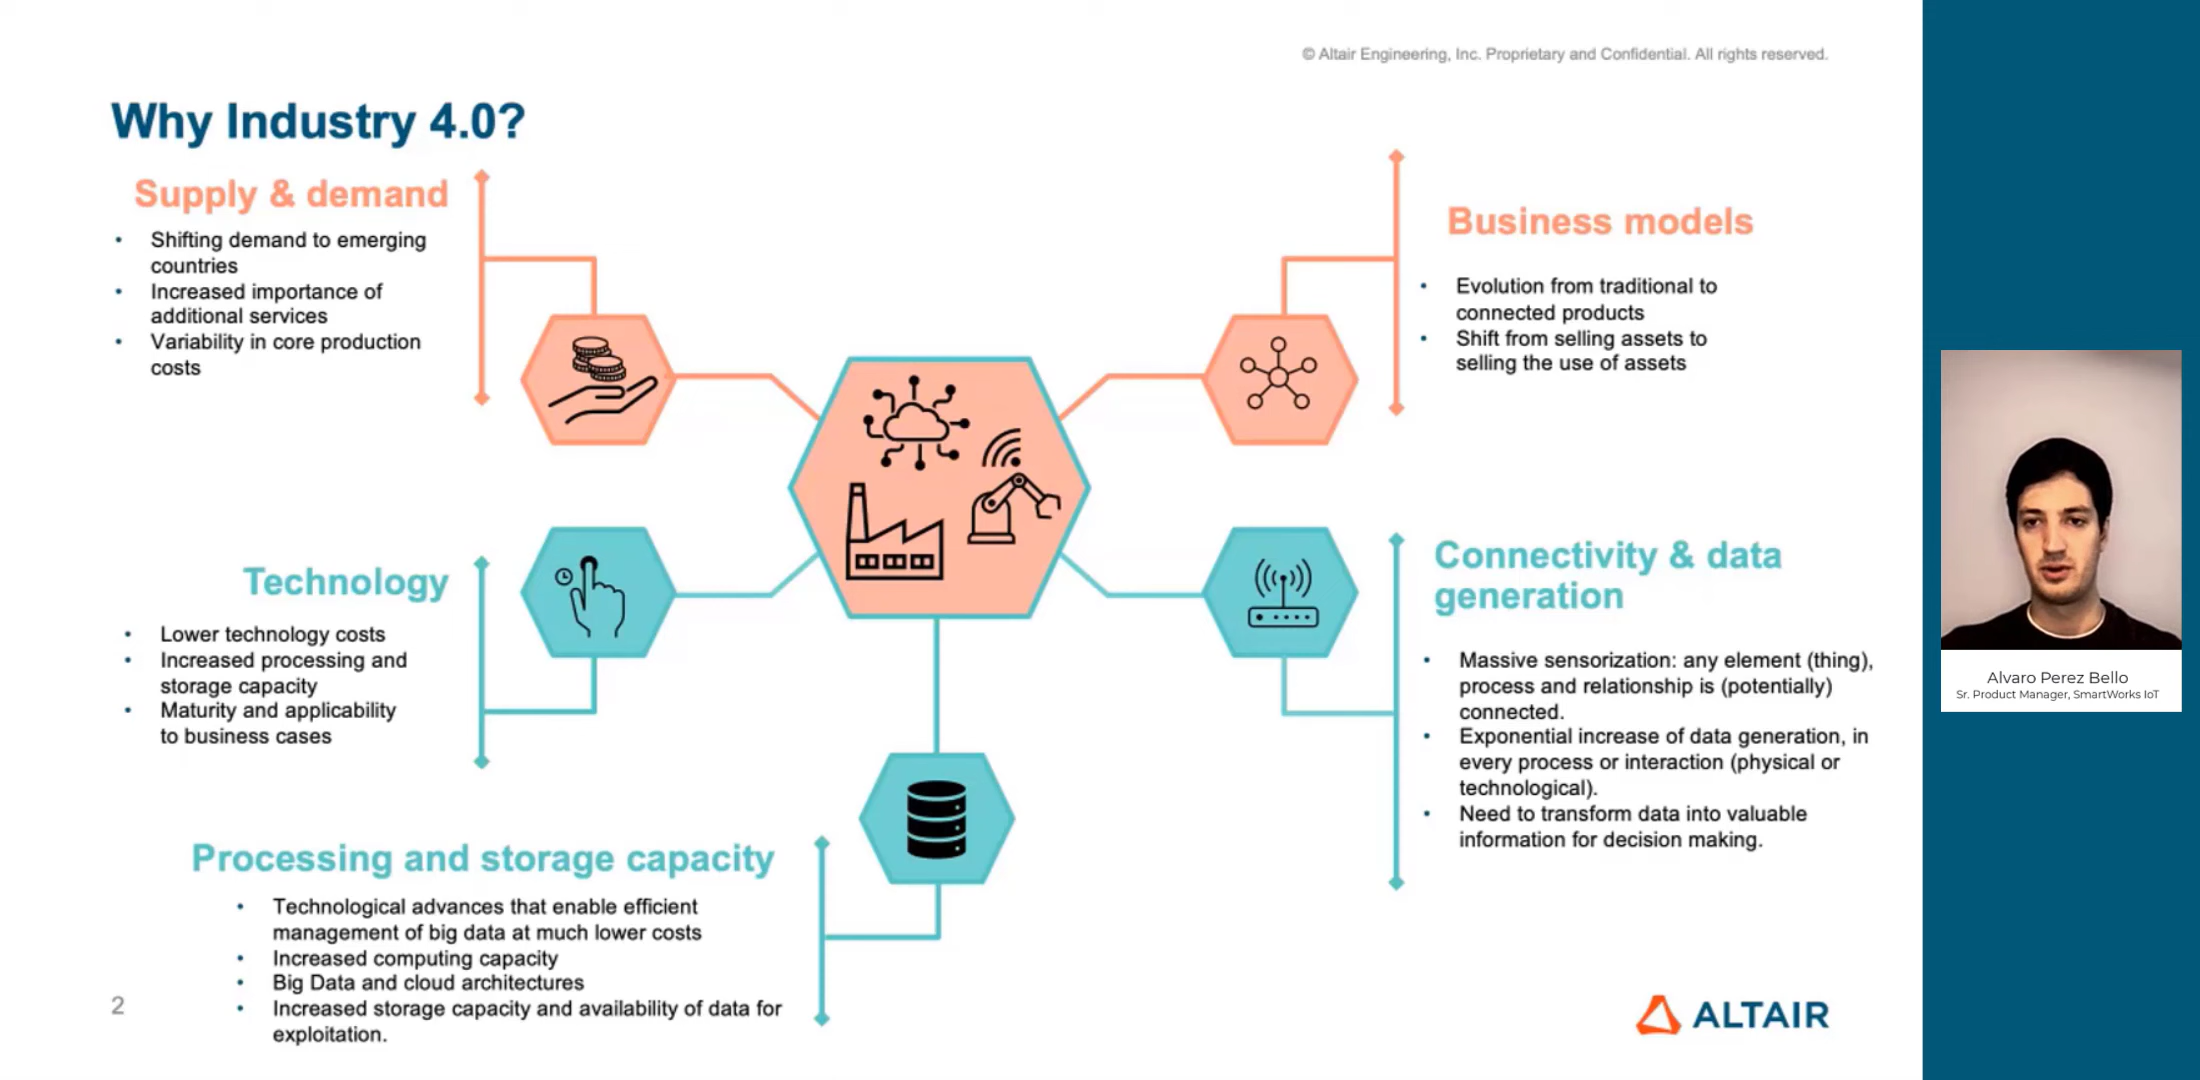 © Altair Engineering, Inc. Proprietary and Confidential. All rights reserved.
Why Industry 4.0?
Supply & demand
• Shifting demand to emerging
countries
• Increased importance of
additional services
• Variability in core production
costs
Business models
• Evolution from traditional to
connected products
• Shift from selling assets to
selling the use of assets
Technology
• Lower technology costs
• Increased processing and
storage capacity
• Maturity and applicability
to business cases
Connectivity & data
generation
• Massive sensorization: any element (thing),
process and relationship is (potentially)
connected.
• Exponential increase of data generation, in
every process or interaction (physical or
technological).
• Need to transform data into valuable
information for decision making.
Processing and storage capacity
• Technological advances that enable efficient
management of big data at much lower costs
• Increased computing capacity
• Big Data and cloud architectures
• Increased storage capacity and availability of data for
exploitation.
2
ALTAIR
Alvaro Perez Bello
Sr. Product Manager, SmartWorks IoT